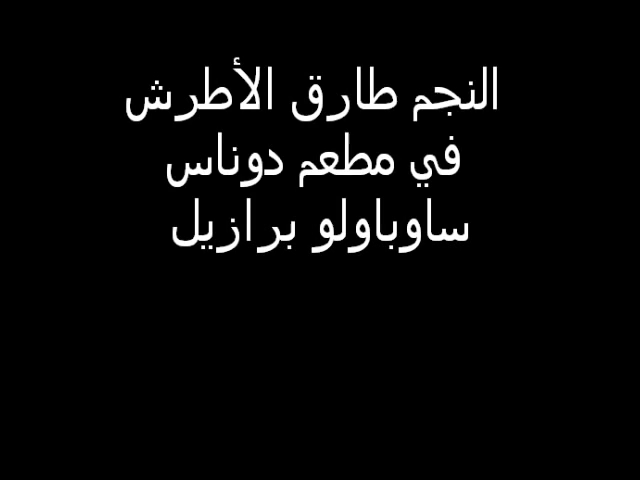 النجم طارق الأطرش
في مطعم دوناس
ساوباولو برازيل